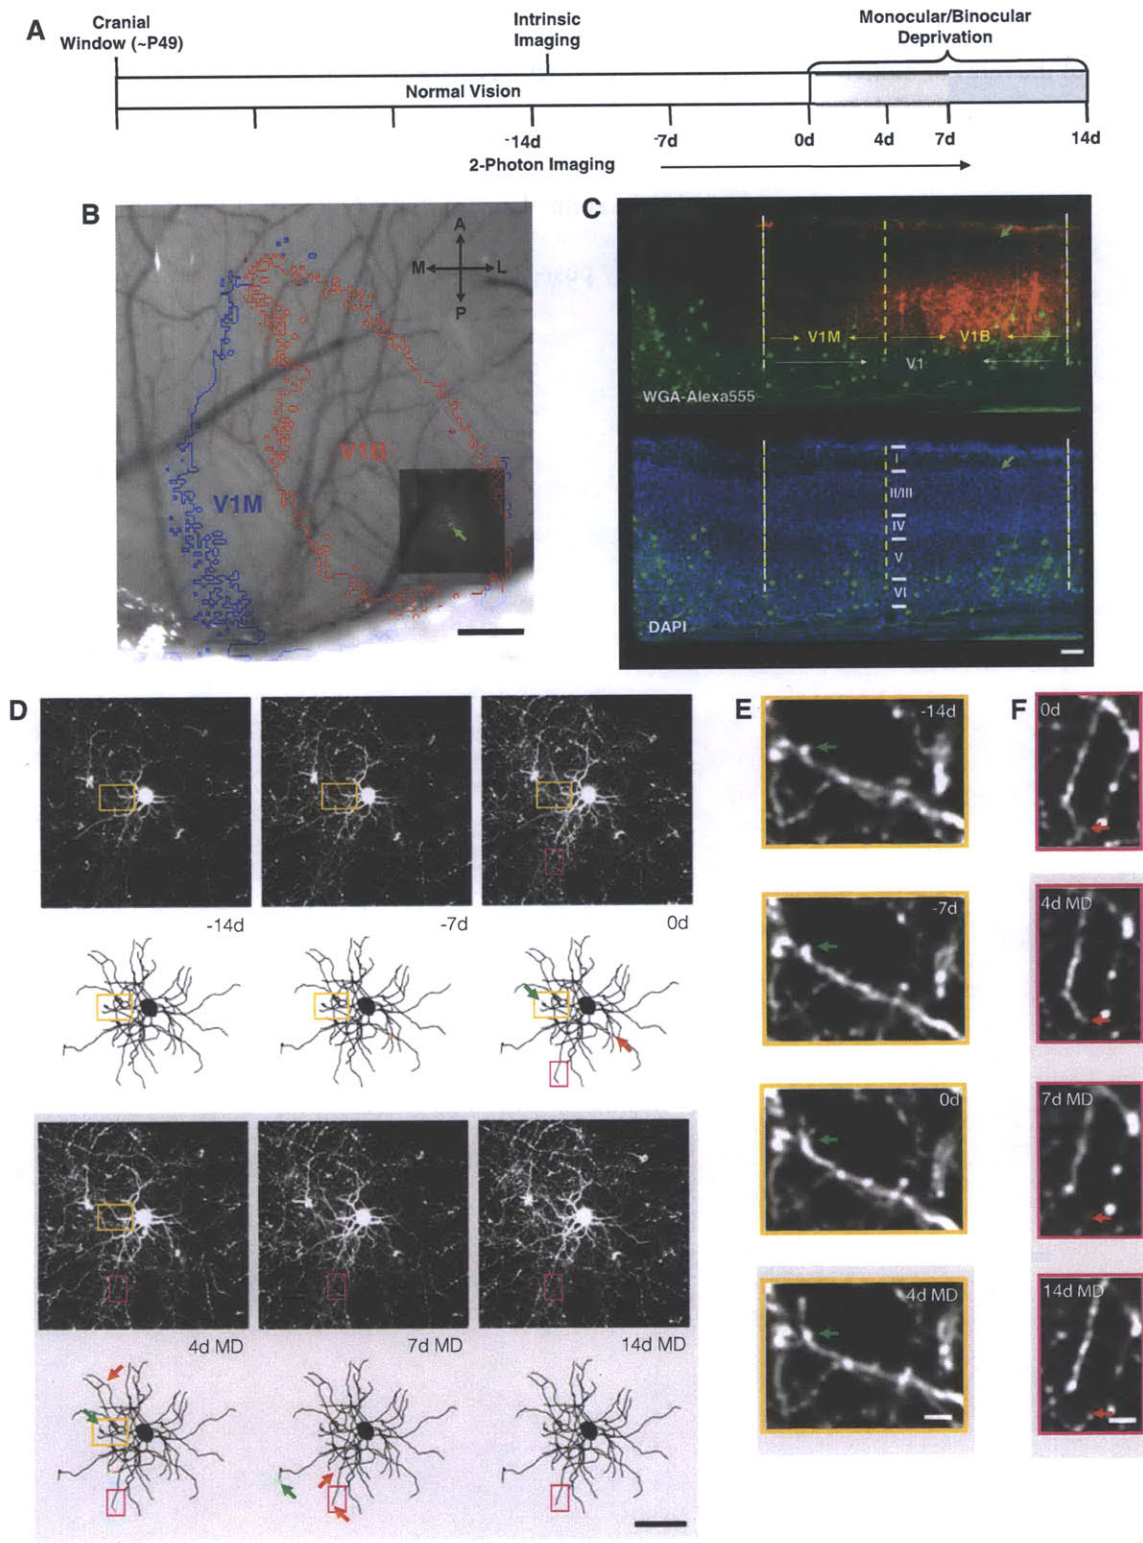 A
Cranial
Window (~P49)
Intrinsic
Imaging
Monocular/Binocular
Deprivation
Normal Vision
-14d
-7d
0d
4d
7d
14d
2-Photon Imaging
B
A
M
L
P
V1B
V1M
C
V1M
V1B
V1
WGA-Alexa555
I
II/III
IV
V
VI
DAPI
D
-14d
-7d
0d
4d MD
7d MD
14d MD
E
-14d
-7d
0d
4d MD
F
0d
4d MD
7d MD
14d MD